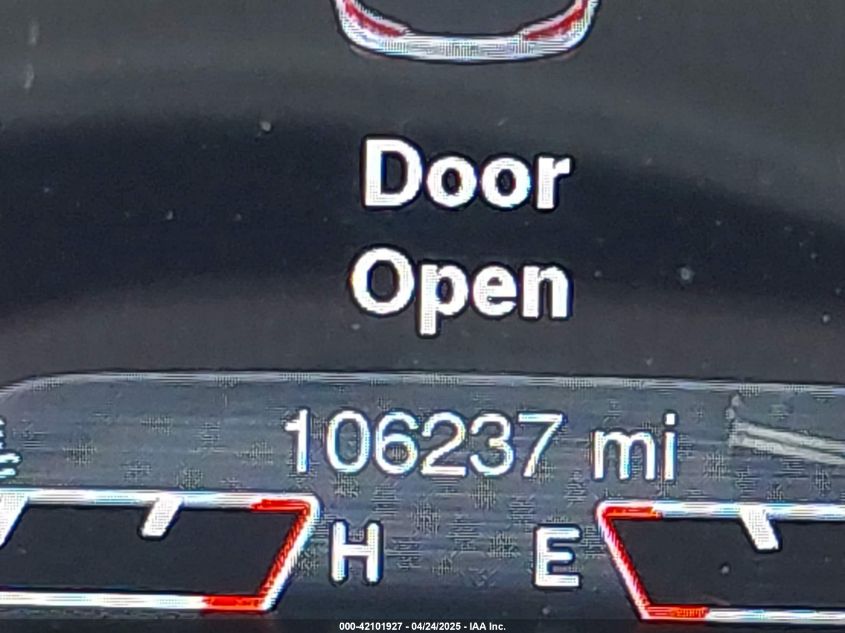 Door
Open
106237 mi
H E
000-42101927 - 04/24/2025 - IAA Inc.